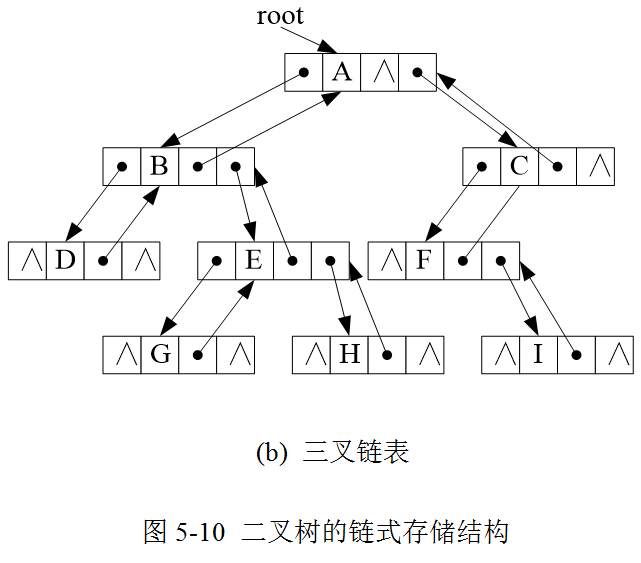 root
A ∧
B
C ∧
∧ D ∧
E
∧ F
∧ G ∧
∧ H ∧
∧ I ∧
(b) 三叉链表
图 5-10 二叉树的链式存储结构